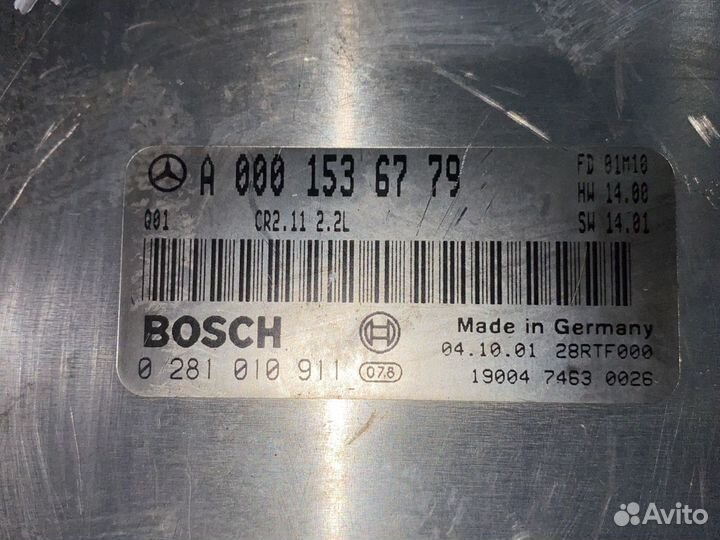 A 000 153 67 79
FD 01M10
HW 14.00
Q01 CR2.11 2.2L
SW 14.01
BOSCH
Made in Germany
0 281 010 911 078
04.10.01 28RTF000
19004 7463 0026
Avito